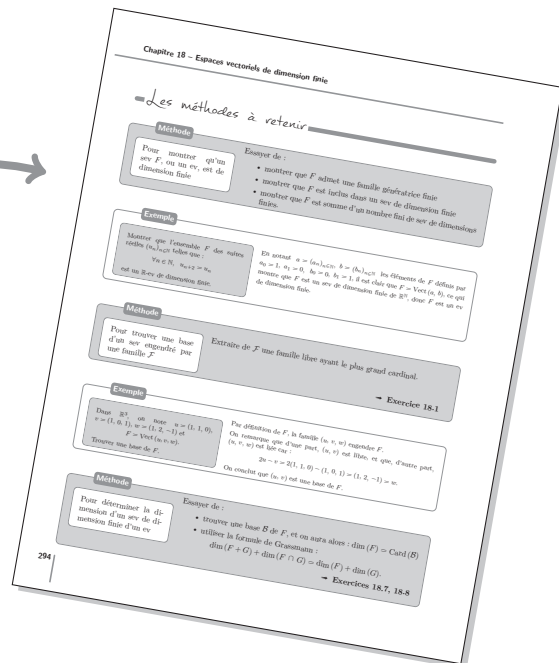 Chapitre 18 – Espaces vectoriels de dimension finie
Les méthodes à retenir
Méthode
Pour montrer qu'un
sev F, ou un ev, est de
dimension finie
Essayer de :
• montrer que F admet une famille génératrice finie
• montrer que F est inclus dans un sev de dimension finie
• montrer que F est somme d'un nombre fini de sev de dimensions
finies.
Exemple
Montrer que l'ensemble F des suites
réelles (uₙ)ₙ∈ℕ telles que :
∀n ∈ ℕ, uₙ₊₂ = uₙ
est un ℝ-ev de dimension finie.
En notant a = (aₙ)ₙ∈ℕ, b = (bₙ)ₙ∈ℕ les éléments de F définis par
a₀ = 1, a₁ = 0, b₀ = 0, b₁ = 1, il est clair que F = Vect (a, b), ce qui
montre que F est un sev de dimension finie de ℝ^ℕ, donc F est un ev
de dimension finie.
Méthode
Pour trouver une base
d'un sev engendré par
une famille ℱ
Extraire de ℱ une famille libre ayant le plus grand cardinal.
→ Exercice 18-1
Exemple
Dans ℝ³, on note u = (1, 1, 0),
v = (1, 0, 1), w = (1, 2, −1) et
F = Vect (u, v, w).
Trouver une base de F.
Par définition de F, la famille (u, v, w) engendre F.
On remarque que d'une part, (u, v) est libre, et que, d'autre part,
(u, v, w) est liée car :
2u − v = 2(1, 1, 0) − (1, 0, 1) = (1, 2, −1) = w.
On conclut que (u, v) est une base de F.
Méthode
Pour déterminer la di-
mension d'un sev de di-
mension finie d'un ev
Essayer de :
• trouver une base ℬ de F, et on aura alors : dim (F) = Card (ℬ)
• utiliser la formule de Grassmann :
dim (F + G) + dim (F ∩ G) = dim (F) + dim (G).
→ Exercices 18.7, 18-8
294